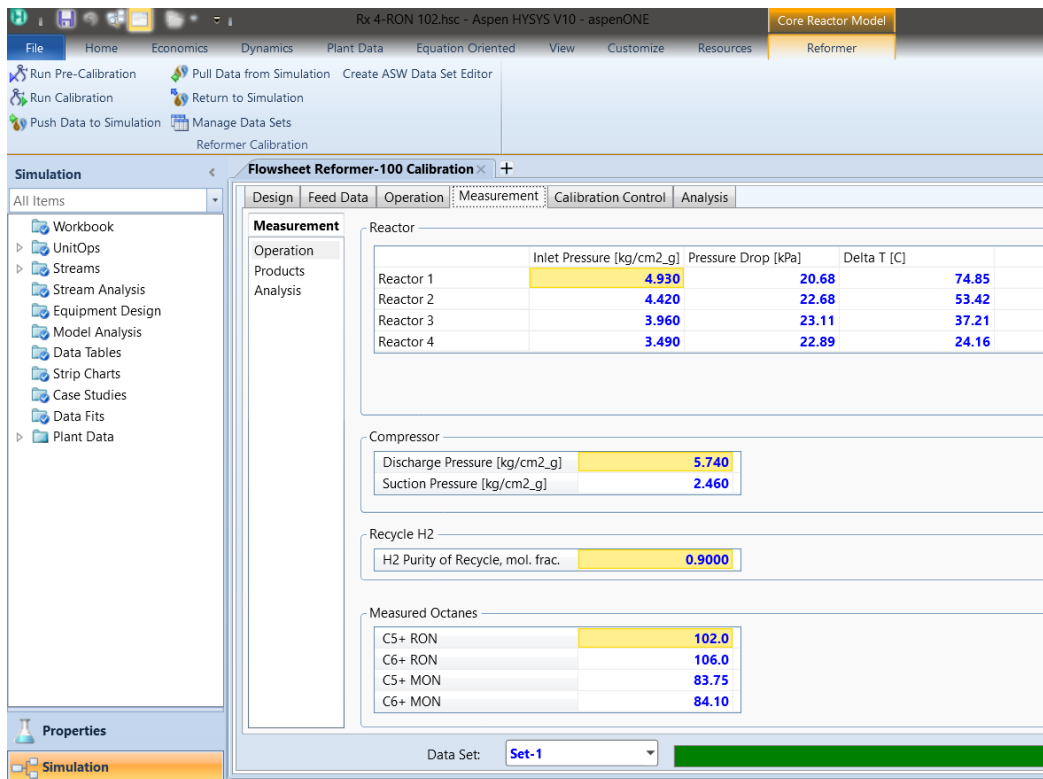 Rx 4-RON 102.hsc - Aspen HYSYS V10 - aspenONE
Core Reactor Model
File Home Economics Dynamics Plant Data Equation Oriented View Customize Resources Reformer
Run Pre-Calibration Pull Data from Simulation Create ASW Data Set Editor
Run Calibration Return to Simulation
Push Data to Simulation Manage Data Sets
Reformer Calibration
Simulation <
Flowsheet Reformer-100 Calibration × +
All Items
Design Feed Data Operation Measurement Calibration Control Analysis
Workbook
UnitOps
Streams
Stream Analysis
Equipment Design
Model Analysis
Data Tables
Strip Charts
Case Studies
Data Fits
Plant Data
Measurement
Operation
Products
Analysis
Reactor
Inlet Pressure [kg/cm2_g] Pressure Drop [kPa] Delta T [C]
Reactor 1 4.930 20.68 74.85
Reactor 2 4.420 22.68 53.42
Reactor 3 3.960 23.11 37.21
Reactor 4 3.490 22.89 24.16
Compressor
Discharge Pressure [kg/cm2_g] 5.740
Suction Pressure [kg/cm2_g] 2.460
Recycle H2
H2 Purity of Recycle, mol. frac. 0.9000
Measured Octanes
C5+ RON 102.0
C6+ RON 106.0
C5+ MON 83.75
C6+ MON 84.10
Properties
Simulation
Data Set: Set-1